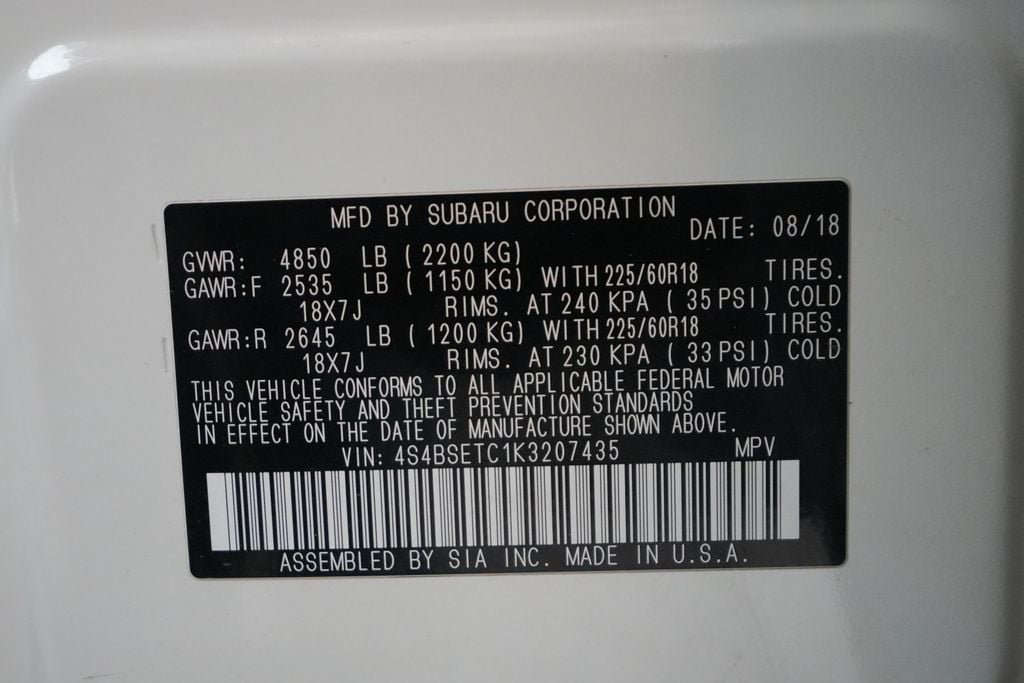 MFD BY SUBARU CORPORATION
DATE: 08/18
GVWR: 4850 LB (2200 KG)
GAWR:F 2535 LB (1150 KG) WITH 225/60R18 TIRES.
18X7J RIMS. AT 240 KPA (35 PSI) COLD
GAWR:R 2645 LB (1200 KG) WITH 225/60R18 TIRES.
18X7J RIMS. AT 230 KPA (33 PSI) COLD
THIS VEHICLE CONFORMS TO ALL APPLICABLE FEDERAL MOTOR
VEHICLE SAFETY AND THEFT PREVENTION STANDARDS
IN EFFECT ON THE DATE OF MANUFACTURE SHOWN ABOVE.
VIN: 4S4BSETC1K3207435 MPV
ASSEMBLED BY SIA INC. MADE IN U.S.A.